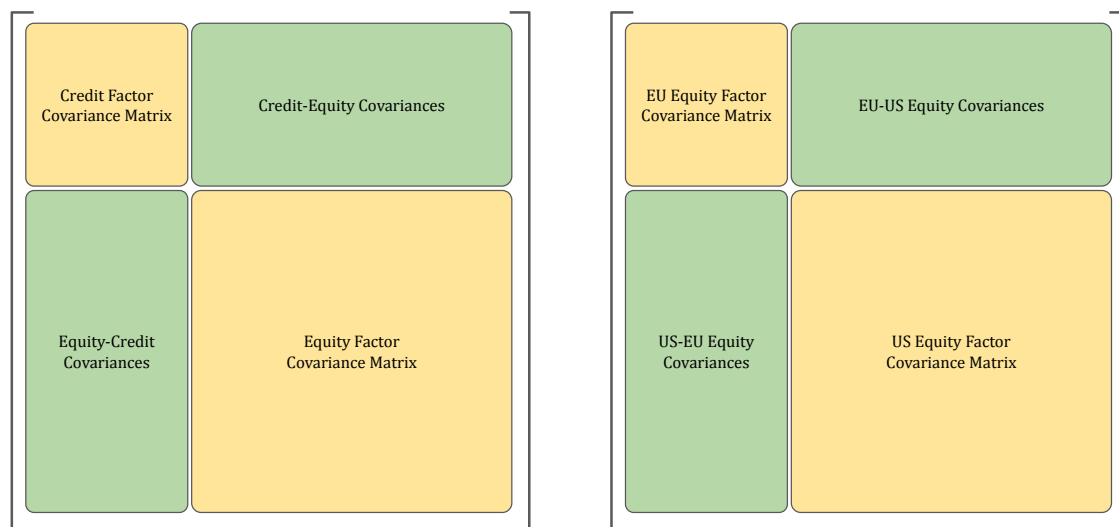 Credit Factor
Covariance Matrix
Credit-Equity Covariances
Equity-Credit
Covariances
Equity Factor
Covariance Matrix
EU Equity Factor
Covariance Matrix
EU-US Equity Covariances
US-EU Equity
Covariances
US Equity Factor
Covariance Matrix